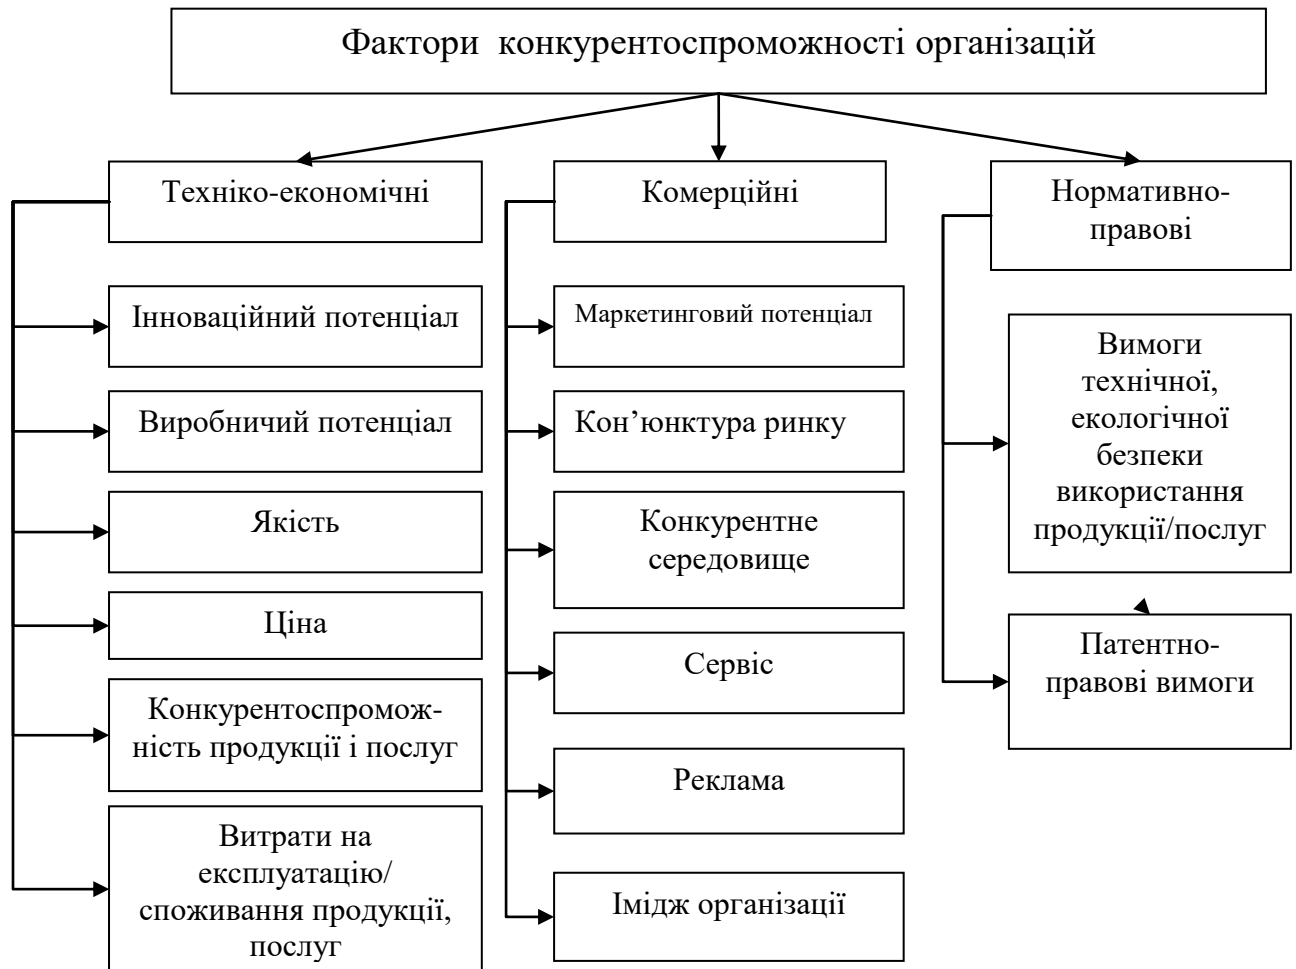 Фактори конкурентоспроможності організацій
Техніко-економічні
Інноваційний потенціал
Виробничий потенціал
Якість
Ціна
Конкурентоспромож-
ність продукції і послуг
Витрати на
експлуатацію/
споживання продукції,
послуг
Комерційні
Маркетинговий потенціал
Кон’юнктура ринку
Конкурентне
середовище
Сервіс
Реклама
Імідж організації
Нормативно-
правові
Вимоги
технічної,
екологічної
безпеки
використання
продукції/послуг
Патентно-
правові вимоги